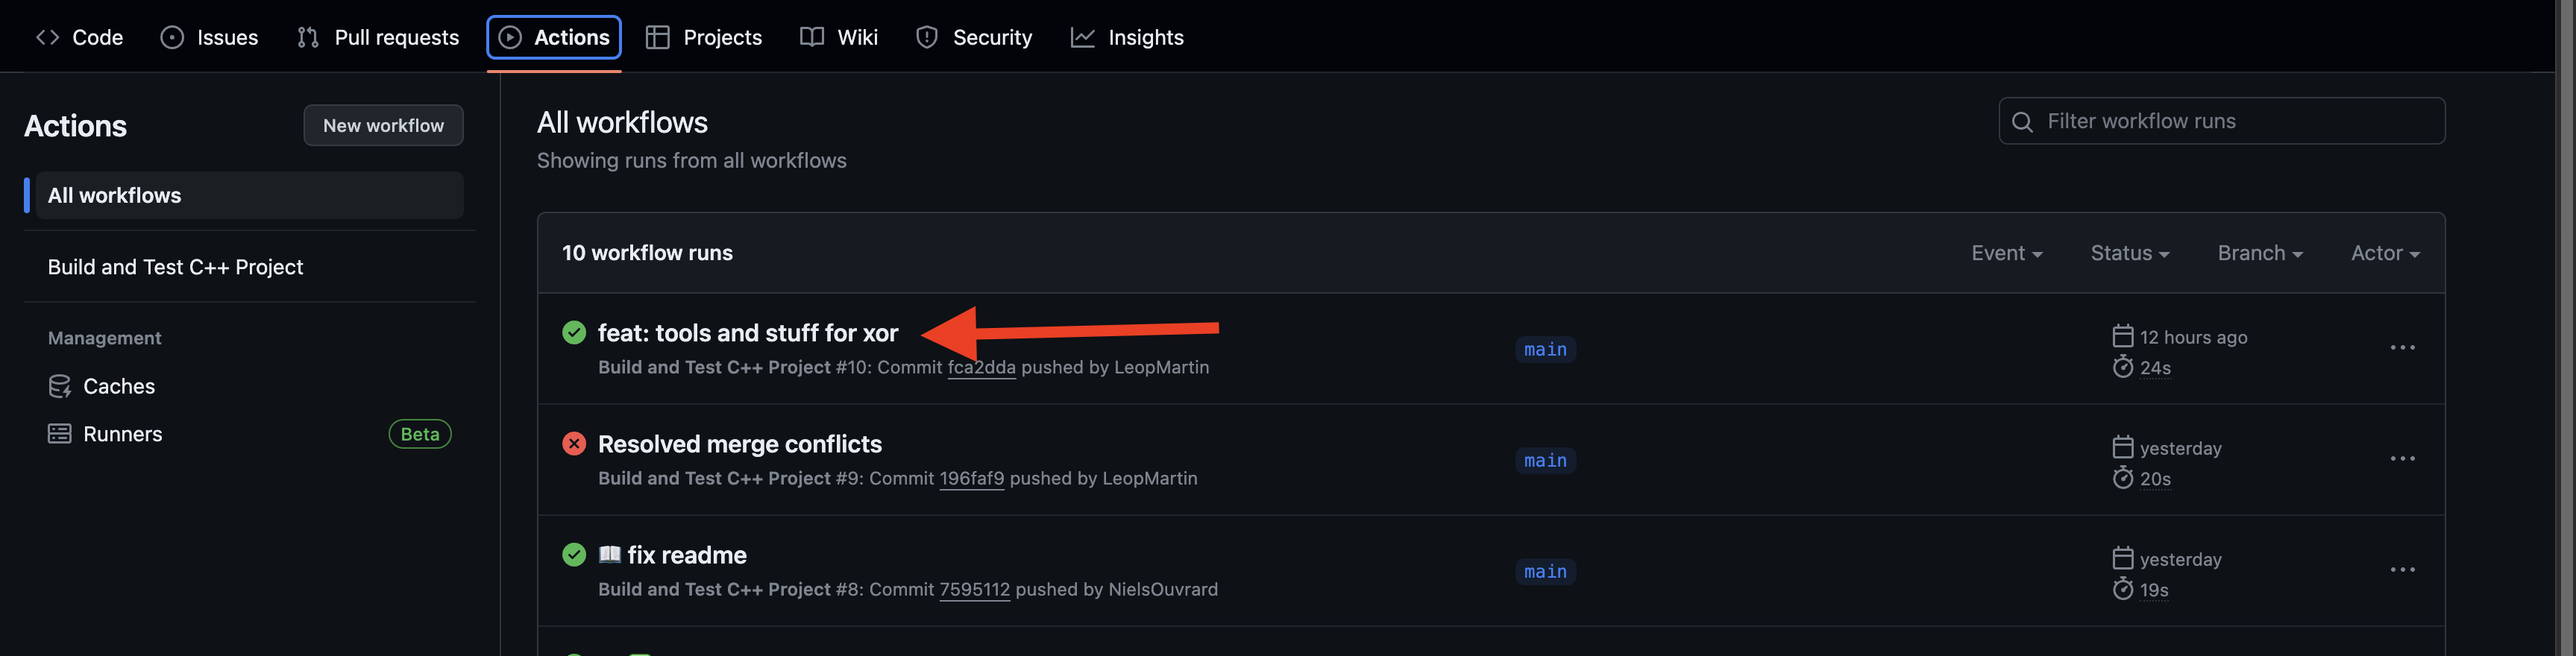 Code Issues Pull requests Actions Projects Wiki Security Insights
Actions
New workflow
All workflows
Build and Test C++ Project
Management
Caches
Runners Beta
All workflows
Showing runs from all workflows
Filter workflow runs
10 workflow runs
Event Status Branch Actor
feat: tools and stuff for xor
Build and Test C++ Project #10: Commit fca2dda pushed by LeopMartin
main
12 hours ago
24s
Resolved merge conflicts
Build and Test C++ Project #9: Commit 196faf9 pushed by LeopMartin
main
yesterday
20s
fix readme
Build and Test C++ Project #8: Commit 7595112 pushed by NielsOuvrard
main
yesterday
19s